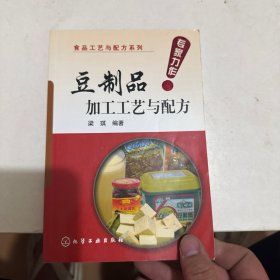 食品工艺与配方系列
专家力作
豆制品
加工工艺与配方
梁琪 编著
化学工业出版社